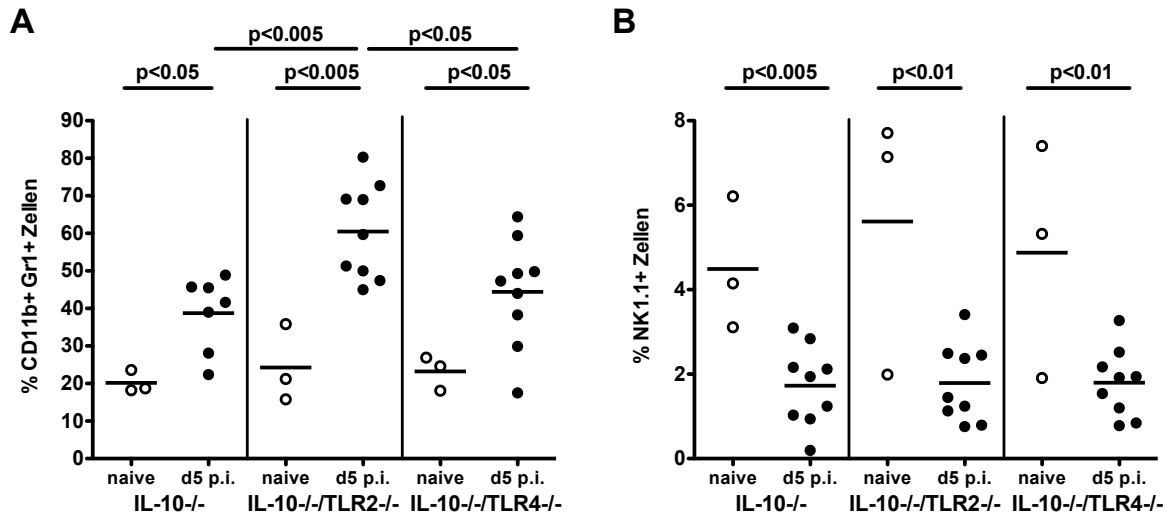 A
p<0.005 p<0.05
p<0.05 p<0.005 p<0.05
% CD11b+ Gr1+ Zellen
90
80
70
60
50
40
30
20
10
0
naive d5 p.i. naive d5 p.i. naive d5 p.i.
IL-10-/- IL-10-/-/TLR2-/- IL-10-/-/TLR4-/-
B
p<0.005 p<0.01 p<0.01
% NK1.1+ Zellen
8
6
4
2
0
naive d5 p.i. naive d5 p.i. naive d5 p.i.
IL-10-/- IL-10-/-/TLR2-/- IL-10-/-/TLR4-/-